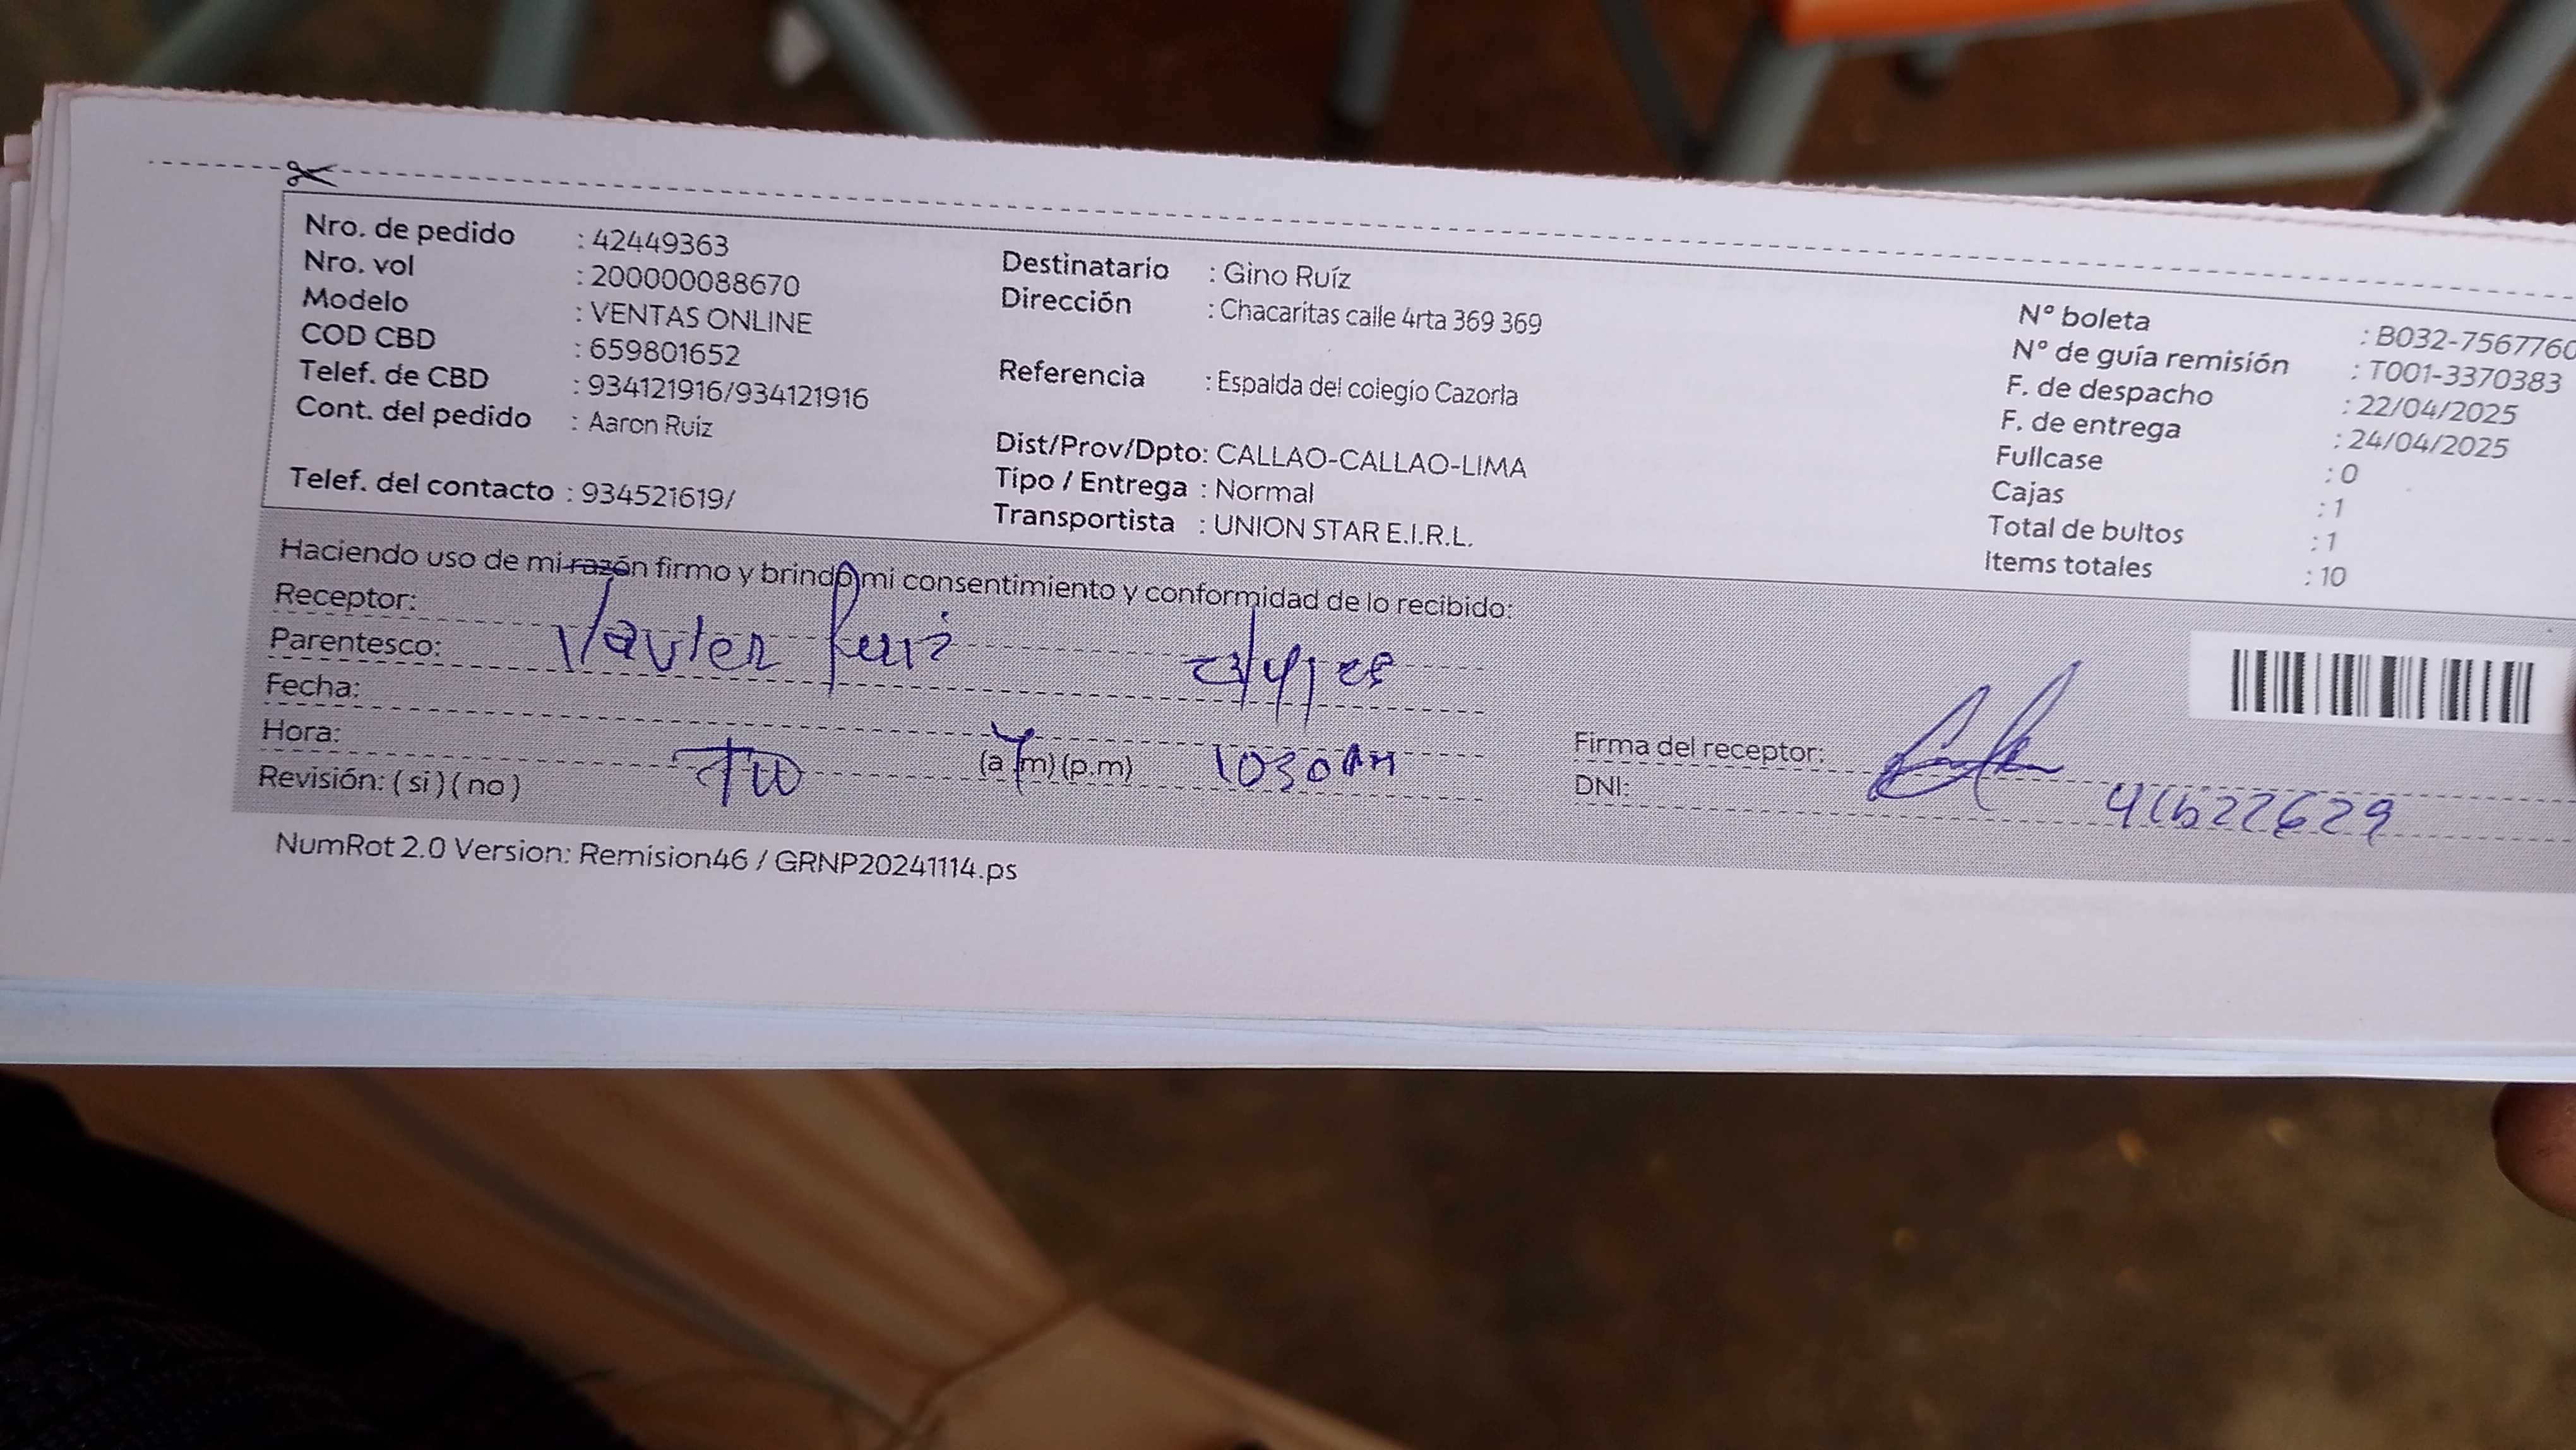 Nro. de pedido : 42449363
Nro. vol : 200000088670
Modelo : VENTAS ONLINE
COD CBD : 659801652
Telef. de CBD : 934121916/934121916
Cont. del pedido : Aaron Ruíz
Telef. del contacto : 934521619/
Destinatario : Gino Ruíz
Dirección : Chacaritas calle 4rta 369 369
Referencia : Espalda del colegio Cazorla
Dist/Prov/Dpto: CALLAO-CALLAO-LIMA
Tipo / Entrega : Normal
Transportista : UNION STAR E.I.R.L.
N° boleta : B032-7567760
N° de guía remisión : T001-3370383
F. de despacho : 22/04/2025
F. de entrega : 24/04/2025
Fullcase : 0
Cajas : 1
Total de bultos : 1
Items totales : 10
Haciendo uso de mi razón firmo y brindo mi consentimiento y conformidad de lo recibido:
Receptor:
Parentesco: Javier Ruiz
Fecha:
Hora: (a.m) (p.m) 1030 AM
Revisión: ( si ) ( no )
Firma del receptor:
DNI:
NumRot 2.0 Version: Remision46 / GRNP20241114.ps